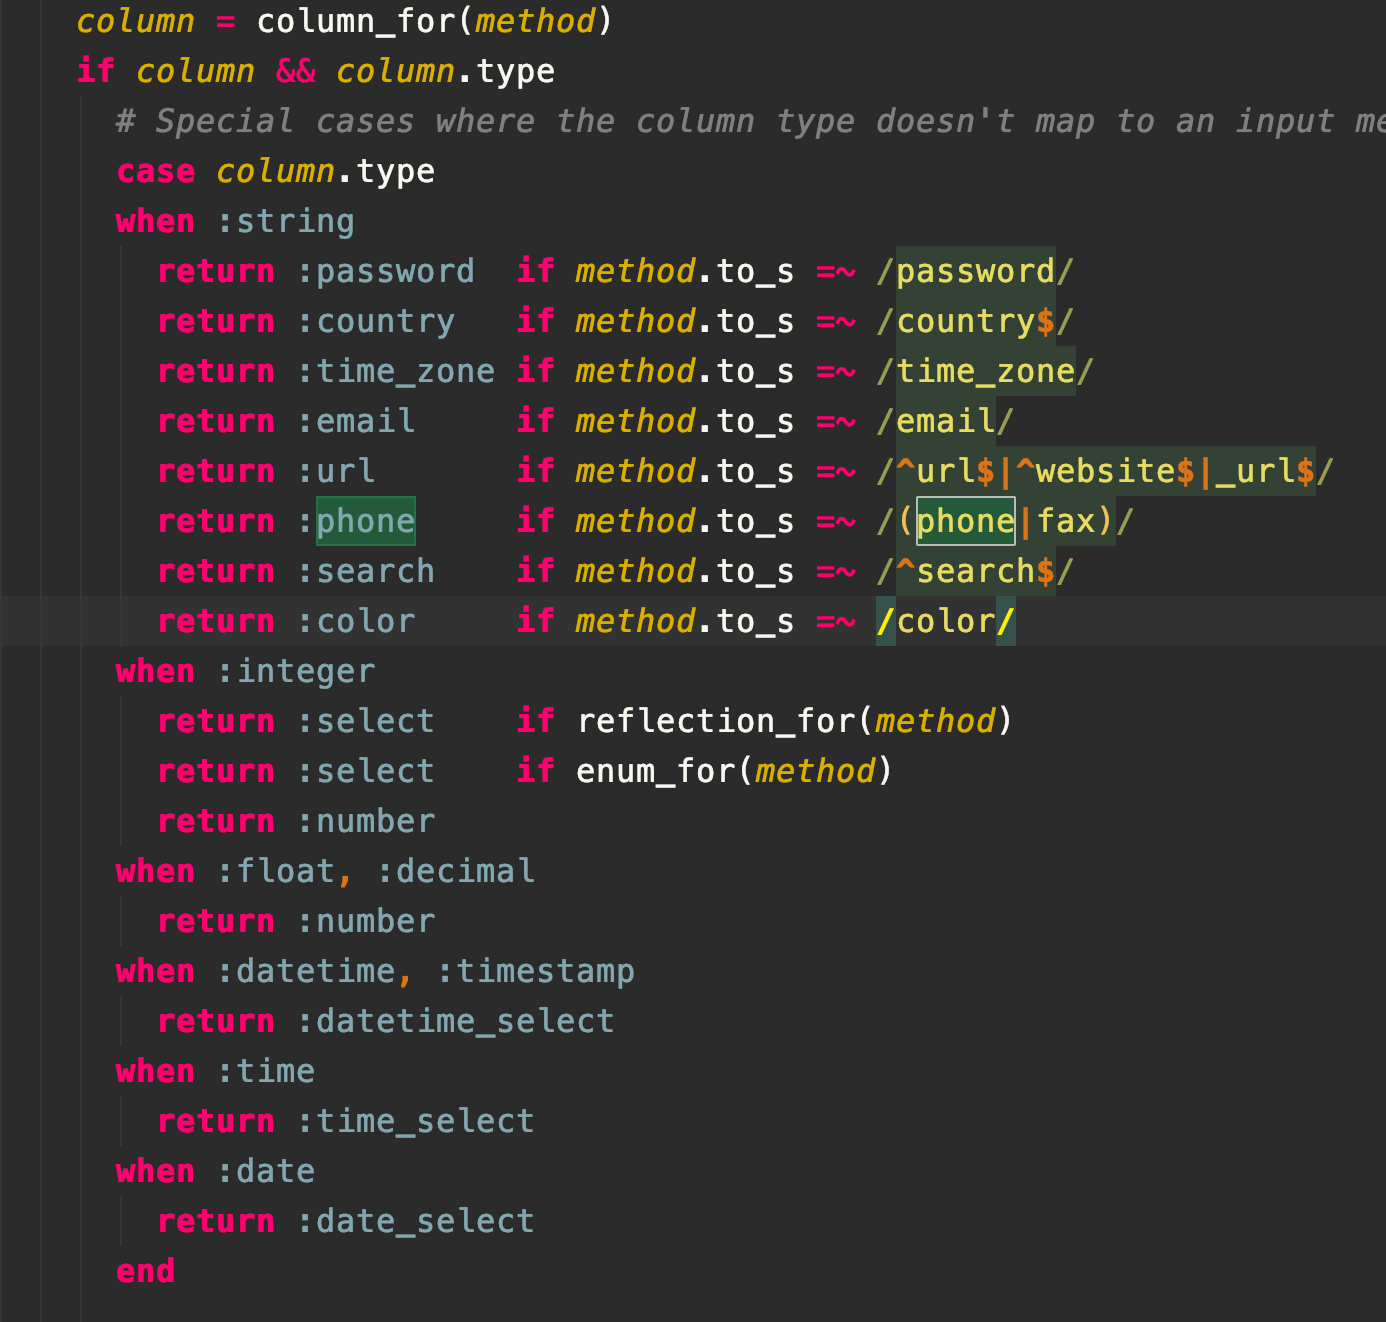 column = column_for(method)
if column && column.type
# Special cases where the column type doesn't map to an input
case column.type
when :string
return :password  if method.to_s =~ /password/
return :country   if method.to_s =~ /country$/
return :time_zone if method.to_s =~ /time_zone/
return :email     if method.to_s =~ /email/
return :url       if method.to_s =~ /^url$|^website$|_url$/
return :phone     if method.to_s =~ /(phone|fax)/
return :search    if method.to_s =~ /^search$/
return :color     if method.to_s =~ /color/
when :integer
return :select    if reflection_for(method)
return :select    if enum_for(method)
return :number
when :float, :decimal
return :number
when :datetime, :timestamp
return :datetime_select
when :time
return :time_select
when :date
return :date_select
end